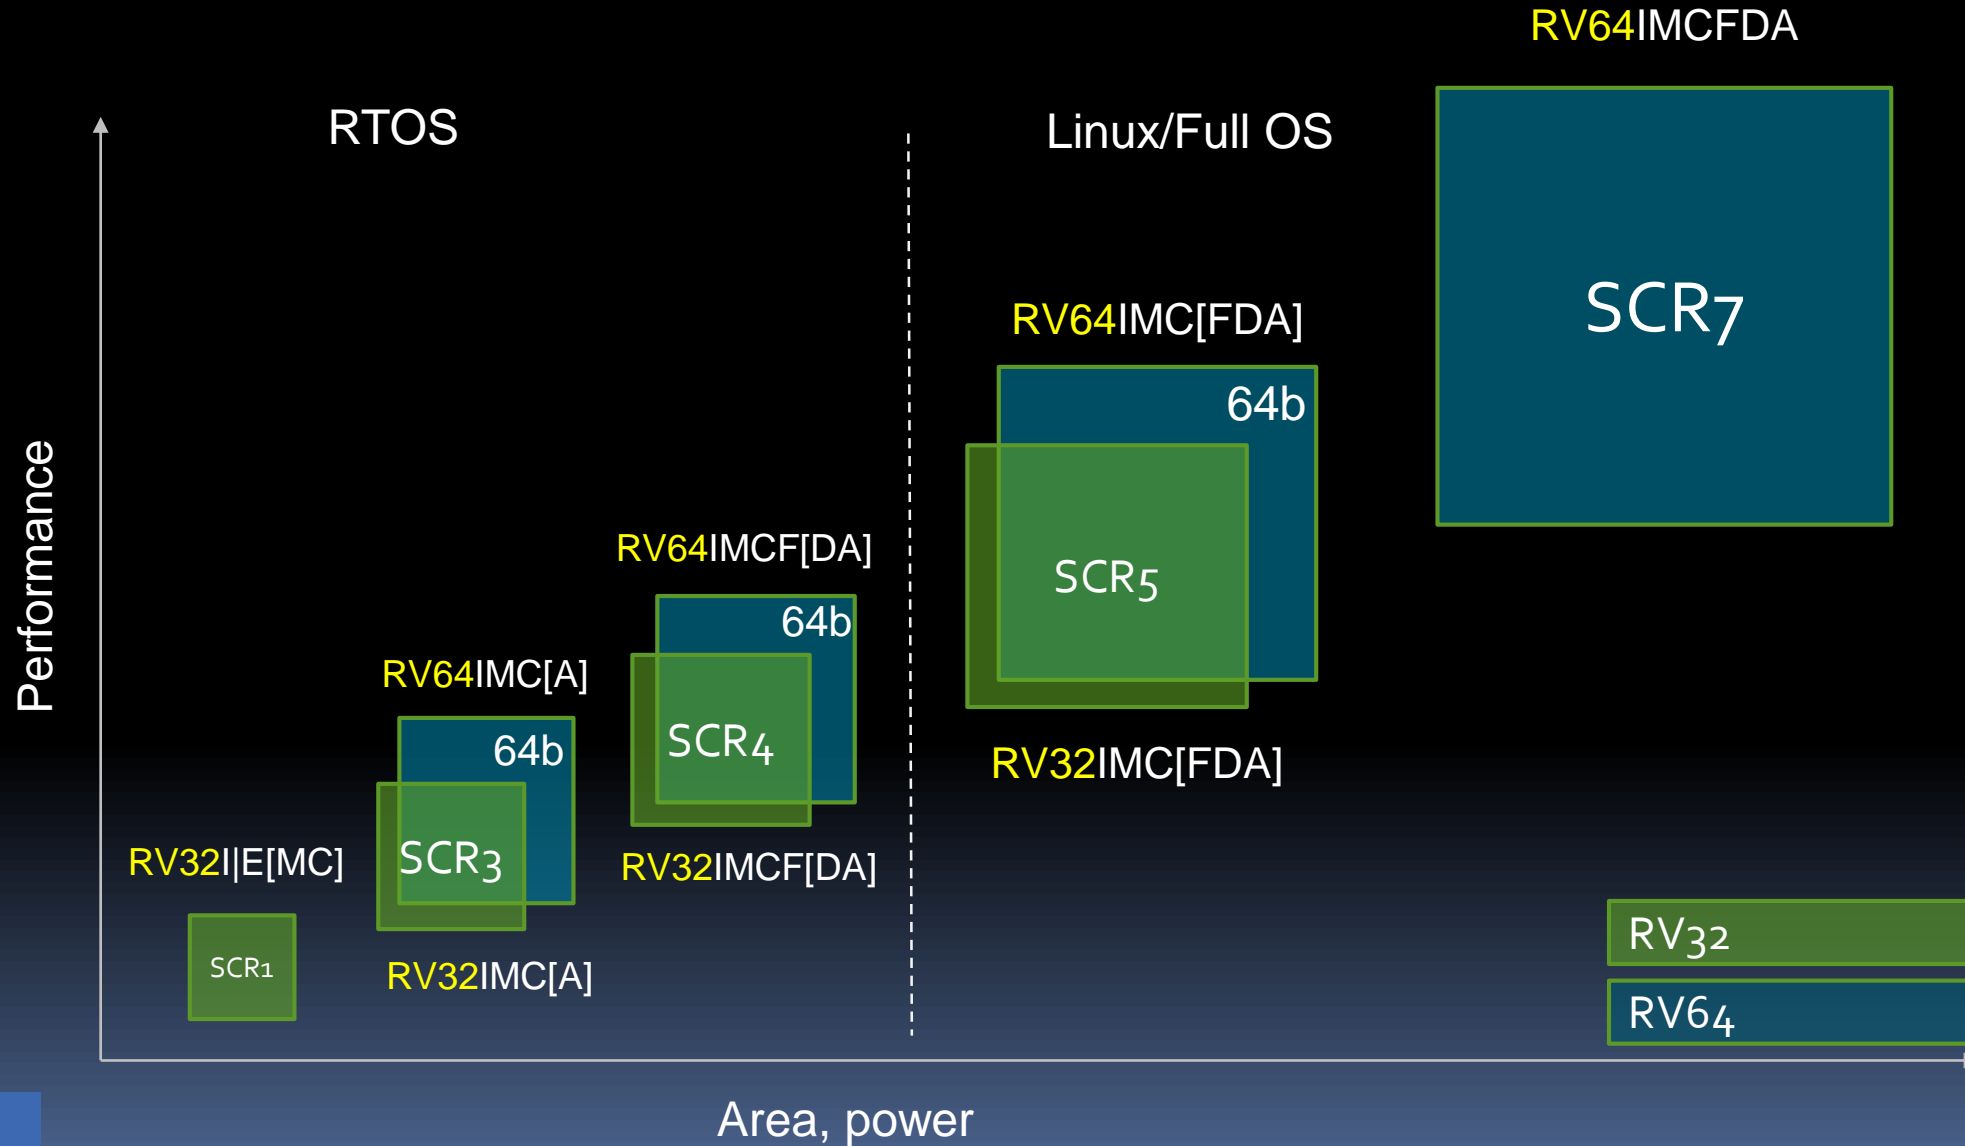 RV64IMCFDA
RTOS
Linux/Full OS
SCR7
RV64IMC[FDA]
64b
SCR5
RV32IMC[FDA]
RV64IMCF[DA]
64b
SCR4
RV32IMCF[DA]
RV64IMC[A]
64b
SCR3
RV32IMC[A]
RV32I|E[MC]
SCR1
RV32
RV64
Performance
Area, power